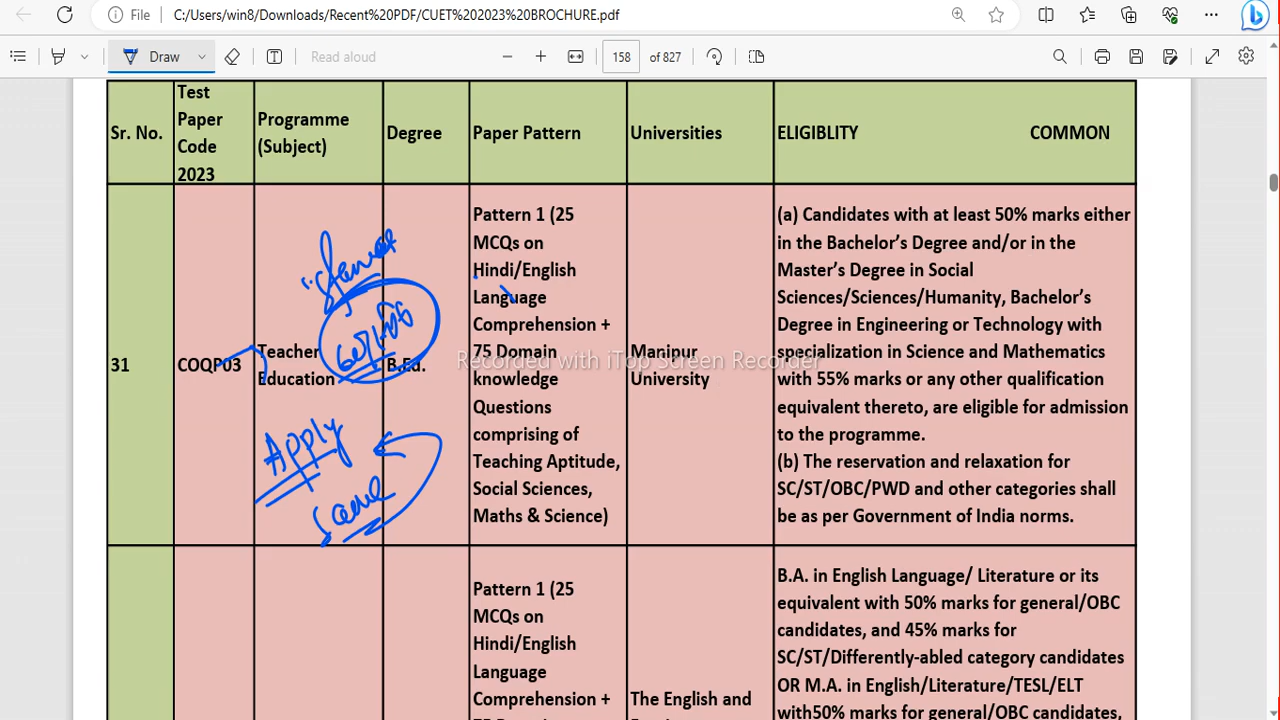 File
C:/Users/win8/Downloads/Recent%20PDF/CUET%202023%20BROCHURE.pdf
Draw
Read aloud
158
of 827
Sr. No.
Test
Paper
Code
2023
Programme
(Subject)
Degree
Paper Pattern
Universities
ELIGIBLITY COMMON
31
COQP03
Teacher
Education
B.Ed.
Pattern 1 (25
MCQs on
Hindi/English
Language
Comprehension +
75 Domain
knowledge
Questions
comprising of
Teaching Aptitude,
Social Sciences,
Maths & Science)
Manipur
University
(a) Candidates with at least 50% marks either
in the Bachelor’s Degree and/or in the
Master’s Degree in Social
Sciences/Sciences/Humanity, Bachelor’s
Degree in Engineering or Technology with
specialization in Science and Mathematics
with 55% marks or any other qualification
equivalent thereto, are eligible for admission
to the programme.
(b) The reservation and relaxation for
SC/ST/OBC/PWD and other categories shall
be as per Government of India norms.
Apply
Recorded with iTop Screen Recorder
Pattern 1 (25
MCQs on
Hindi/English
Language
Comprehension +
The English and
B.A. in English Language/ Literature or its
equivalent with 50% marks for general/OBC
candidates, and 45% marks for
SC/ST/Differently-abled category candidates
OR M.A. in English/Literature/TESL/ELT
with50% marks for general/OBC candidates,